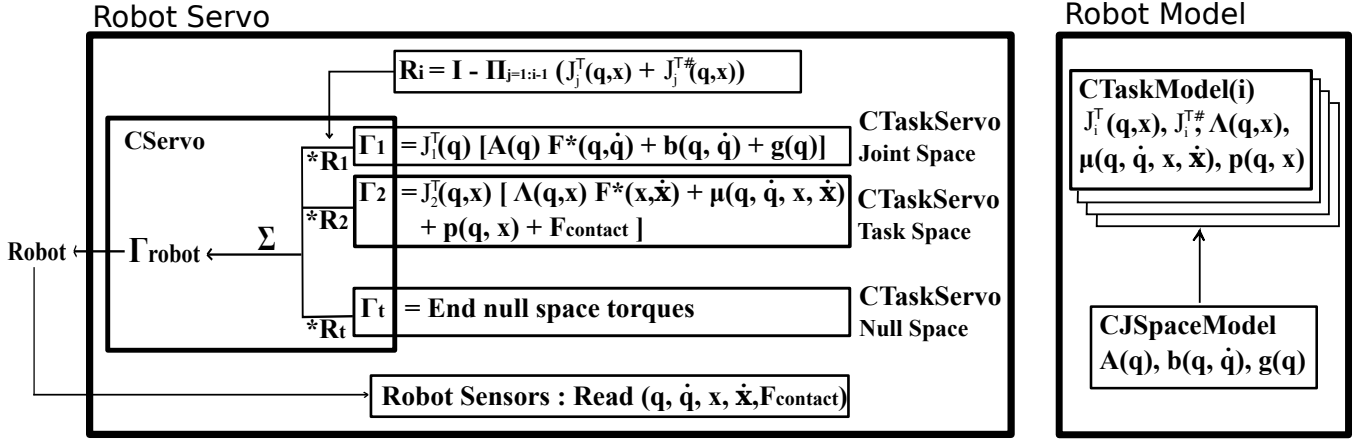 Robot Servo
Rᵢ = I - Πⱼ₌₁:ᵢ₋₁ (Jⱼᵀ(q,x) + Jⱼᵀ#(q,x))
CServo
*R₁
Γ₁ = J₁ᵀ(q) [A(q) F*(q,q̇) + b(q, q̇) + g(q)]
CTaskServo
Joint Space
*R₂
Γ₂ = J₂ᵀ(q,x) [ Λ(q,x) F*(x,ẋ) + μ(q, q̇, x, ẋ)
+ p(q, x) + Fcontact ]
CTaskServo
Task Space
Robot
Γrobot
Σ
*Rt
Γt = End null space torques
CTaskServo
Null Space
Robot Sensors : Read (q, q̇, x, ẋ,Fcontact)
Robot Model
CTaskModel(i)
Jᵢᵀ(q,x), Jᵢᵀ#, Λ(q,x),
μ(q, q̇, x, ẋ), p(q, x)
CJSpaceModel
A(q), b(q, q̇), g(q)